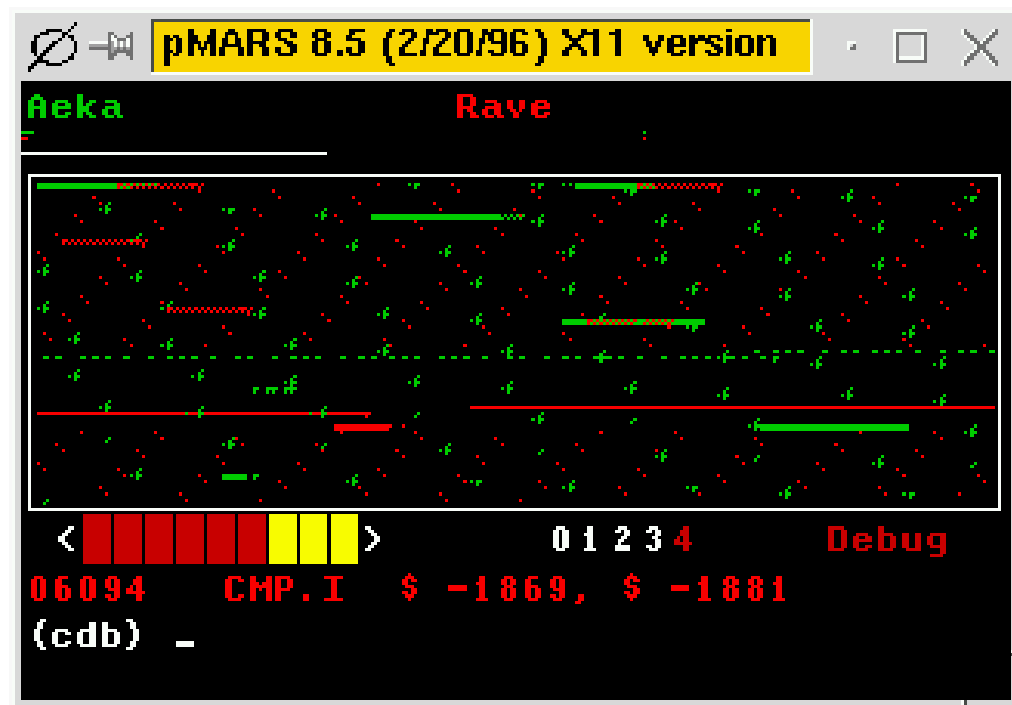 pMARS 8.5 (2/20/96) X11 version
Aeka Rave
< > 0 1 2 3 4 Debug
06094 CMP.I $ -1869, $ -1881
(cdb) _